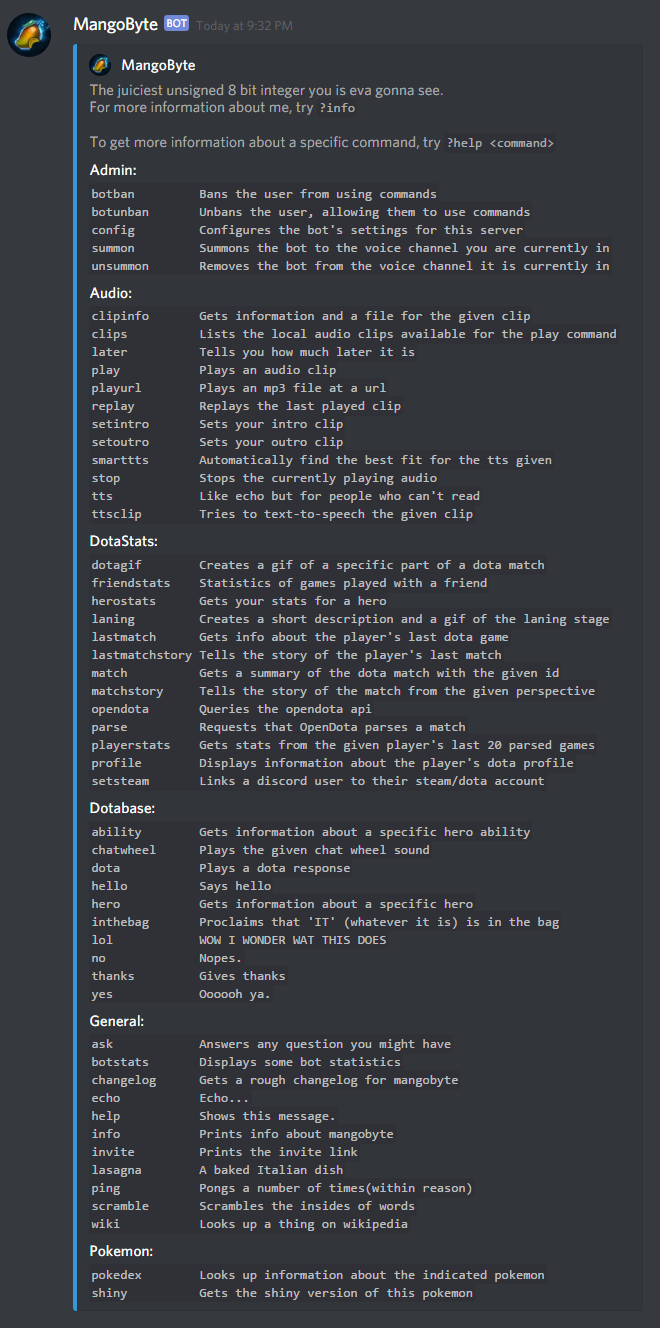 MangoByte BOT Today at 9:32 PM
MangoByte
The juiciest unsigned 8 bit integer you is eva gonna see.
For more information about me, try ?info
To get more information about a specific command, try ?help <command>
Admin:
botban Bans the user from using commands
botunban Unbans the user, allowing them to use commands
config Configures the bot's settings for this server
summon Summons the bot to the voice channel you are currently in
unsummon Removes the bot from the voice channel it is currently in
Audio:
clipinfo Gets information and a file for the given clip
clips Lists the local audio clips available for the play command
later Tells you how much later it is
play Plays an audio clip
playurl Plays an mp3 file at a url
replay Replays the last played clip
setintro Sets your intro clip
setoutro Sets your outro clip
smarttts Automatically find the best fit for the tts given
stop Stops the currently playing audio
tts Like echo but for people who can't read
ttsclip Tries to text-to-speech the given clip
DotaStats:
dotagif Creates a gif of a specific part of a dota match
friendstats Statistics of games played with a friend
herostats Gets your stats for a hero
laning Creates a short description and a gif of the laning stage
lastmatch Gets info about the player's last dota game
lastmatchstory Tells the story of the player's last match
match Gets a summary of the dota match with the given id
matchstory Tells the story of the match from the given perspective
opendota Queries the opendota api
parse Requests that OpenDota parses a match
playerstats Gets stats from the given player's last 20 parsed games
profile Displays information about the player's dota profile
setsteam Links a discord user to their steam/dota account
Dotabase:
ability Gets information about a specific hero ability
chatwheel Plays the given chat wheel sound
dota Plays a dota response
hello Says hello
hero Gets information about a specific hero
inthebag Proclaims that 'IT' (whatever it is) is in the bag
lol WOW I WONDER WAT THIS DOES
no Nopes.
thanks Gives thanks
yes Oooooh ya.
General:
ask Answers any question you might have
botstats Displays some bot statistics
changelog Gets a rough changelog for mangobyte
echo Echo...
help Shows this message.
info Prints info about mangobyte
invite Prints the invite link
lasagna A baked Italian dish
ping Pongs a number of times(within reason)
scramble Scrambles the insides of words
wiki Looks up a thing on wikipedia
Pokemon:
pokedex Looks up information about the indicated pokemon
shiny Gets the shiny version of this pokemon